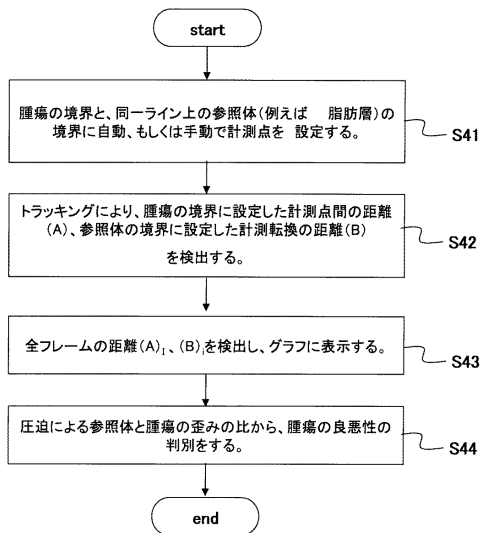 start
腫瘍の境界と、同一ライン上の参照体(例えば　脂肪層)の
境界に自動、もしくは手動で計測点を 設定する。
S41
トラッキングにより、腫瘍の境界に設定した計測点間の距離
(A)、参照体の境界に設定した計測転換の距離(B)
を検出する。
S42
全フレームの距離(A)I、(B)iを検出し、グラフに表示する。
S43
圧迫による参照体と腫瘍の歪みの比から、腫瘍の良悪性の
判別をする。
S44
end